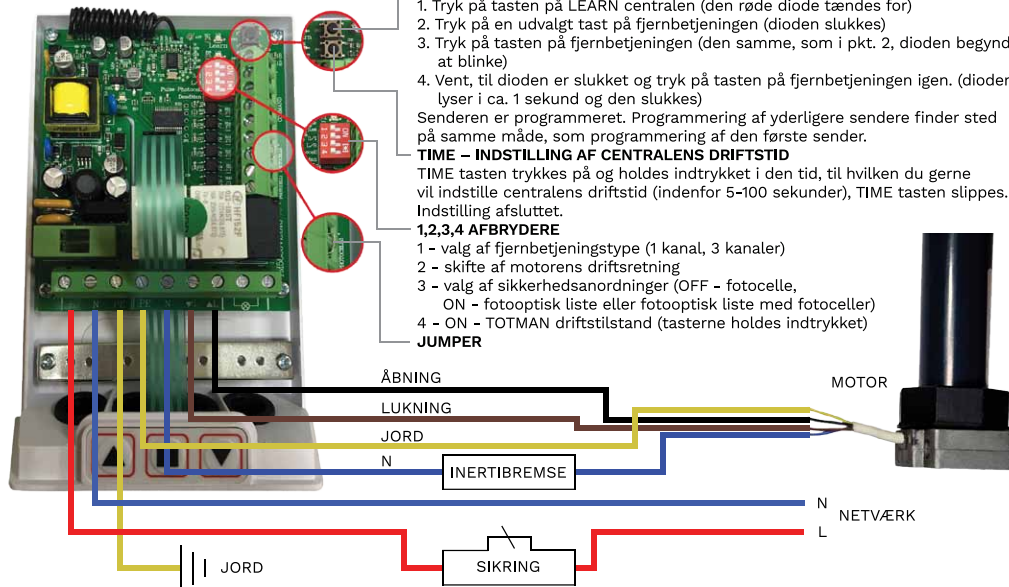 1. Tryk på tasten på LEARN centralen (den røde diode tændes for)
2. Tryk på en udvalgt tast på fjernbetjeningen (dioden slukkes)
3. Tryk på tasten på fjernbetjeningen (den samme, som i pkt. 2, dioden begynd
at blinke)
4. Vent, til dioden er slukket og tryk på tasten på fjernbetjeningen igen. (dioden
lyser i ca. 1 sekund og den slukkes)
Senderen er programmeret. Programmering af yderligere sendere finder sted
på samme måde, som programmering af den første sender.
TIME – INDSTILLING AF CENTRALENS DRIFTSTID
TIME tasten trykkes på og holdes indtrykket i den tid, til hvilken du gerne
vil indstille centralens driftstid (indenfor 5-100 sekunder), TIME tasten slippes.
Indstilling afsluttet.
1,2,3,4 AFBRYDERE
1 - valg af fjernbetjeningstype (1 kanal, 3 kanaler)
2 - skifte af motorens driftsretning
3 - valg af sikkerhedsanordninger (OFF - fotocelle,
ON - fotooptisk liste eller fotooptisk liste med fotoceller)
4 - ON - TOTMAN driftstilstand (tasterne holdes indtrykket)
JUMPER
Learn
ÅBNING
MOTOR
LUKNING
JORD
N
INERTIBREMSE
N
NETVÆRK
L
SIKRING
JORD